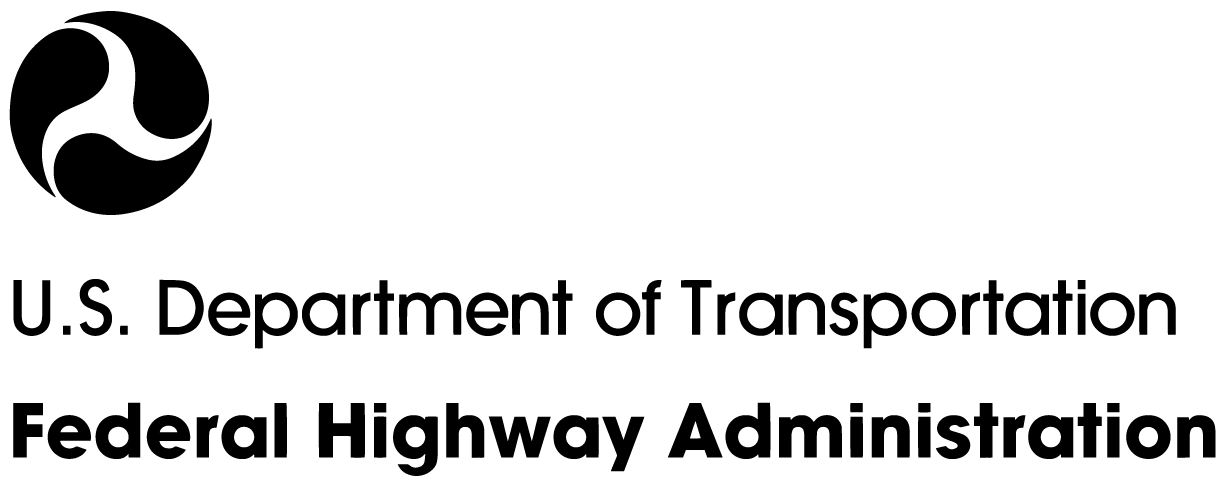 U.S. Department of Transportation
Federal Highway Administration